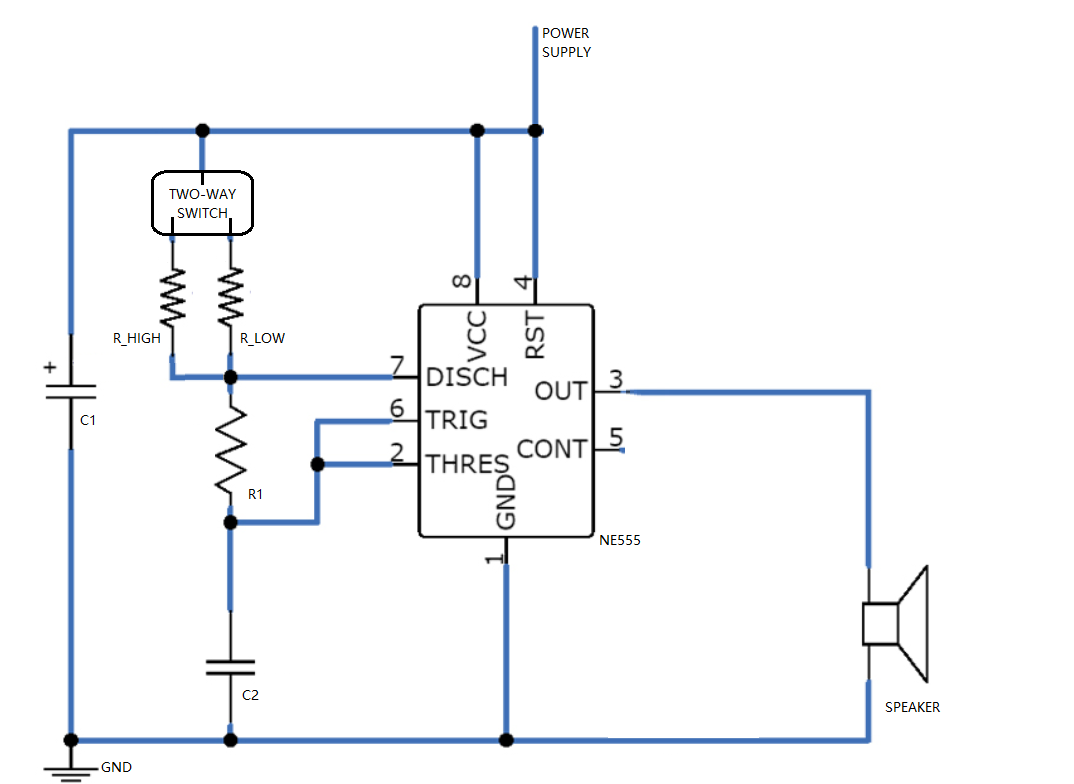 POWER
SUPPLY
TWO-WAY
SWITCH
R_HIGH
R_LOW
+
C1
R1
C2
GND
8
4
VCC
RST
7
DISCH
6
TRIG
2
THRES
OUT
3
CONT
5
GND
1
NE555
SPEAKER